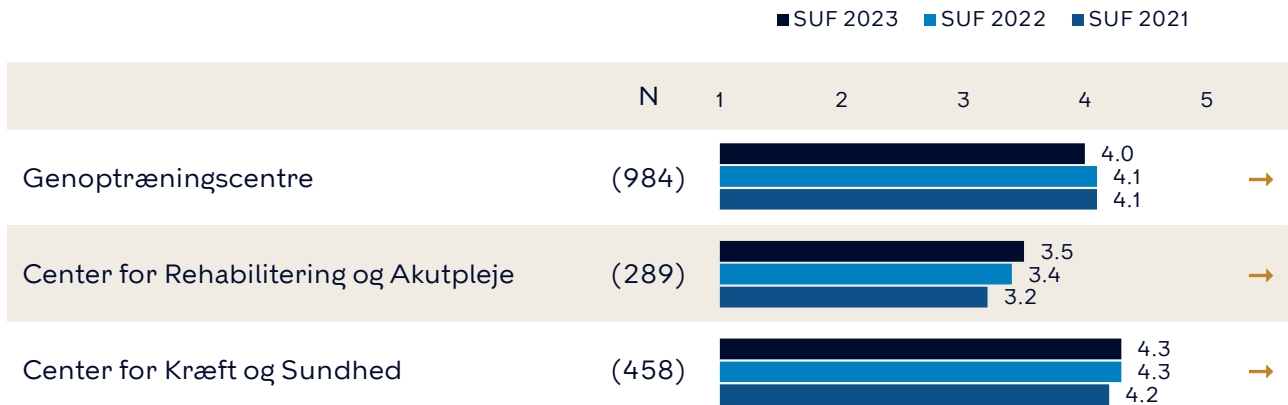 SUF 2023 SUF 2022 SUF 2021
N 1 2 3 4 5
Genoptræningscentre (984) 4.0 4.1 4.1 →
Center for Rehabilitering og Akutpleje (289) 3.5 3.4 3.2 →
Center for Kræft og Sundhed (458) 4.3 4.3 4.2 →